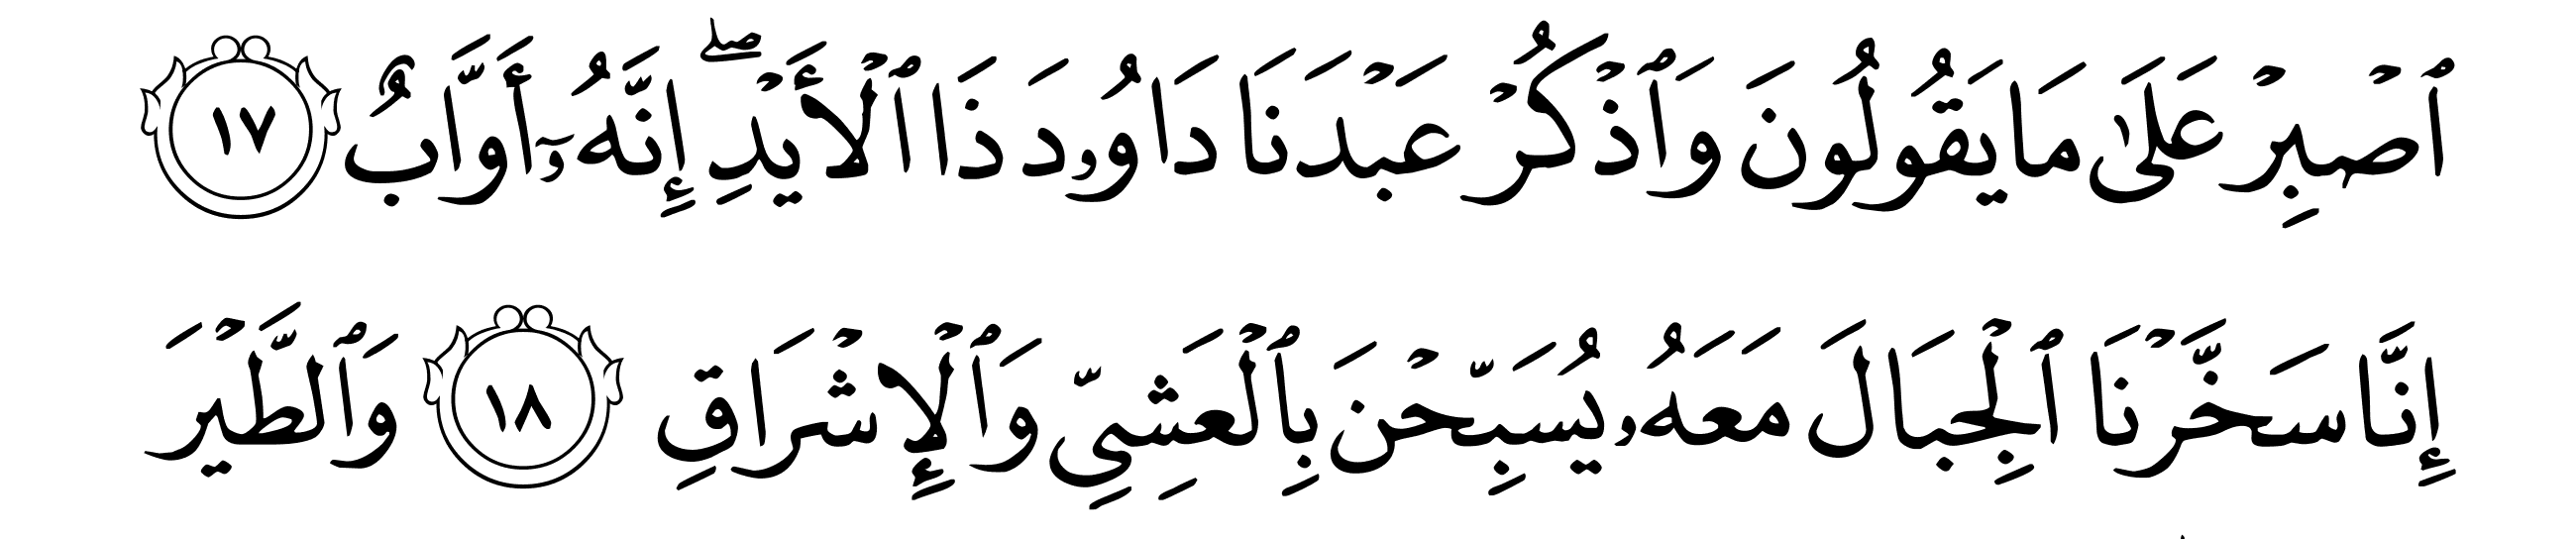 ٱصۡبِرۡ عَلَىٰ مَا يَقُولُونَ وَٱذۡكُرۡ عَبۡدَنَا دَاوُۥدَ ذَا ٱلۡأَيۡدِۖ إِنَّهُۥٓ أَوَّابٌ ١٧
إِنَّا سَخَّرۡنَا ٱلۡجِبَالَ مَعَهُۥ يُسَبِّحۡنَ بِٱلۡعَشِيِّ وَٱلۡإِشۡرَاقِ ١٨ وَٱلطَّيۡرَ